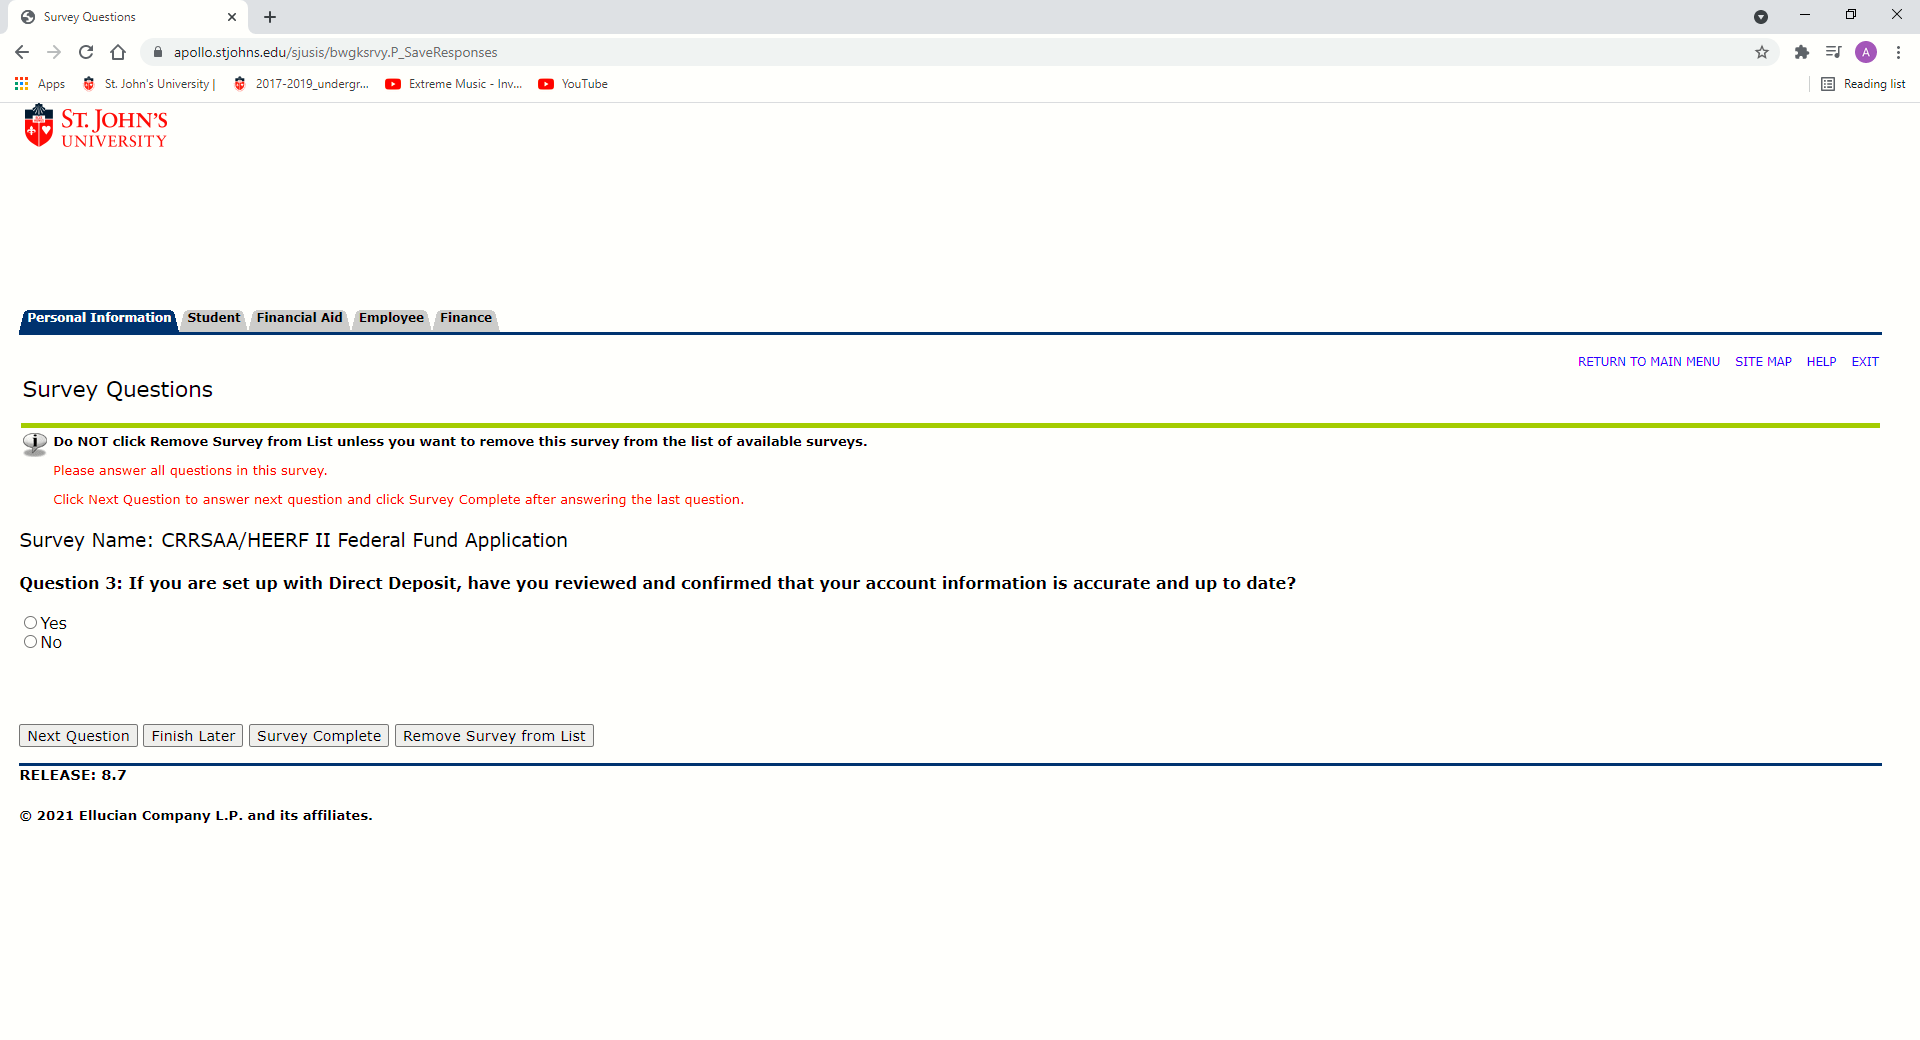 Survey Questions
apollo.stjohns.edu/sjusis/bwgksrvy.P_SaveResponses
A
Apps St. John's University | 2017-2019_undergr... Extreme Music - Inv... YouTube Reading list
ST. JOHN'S
UNIVERSITY
Personal Information Student Financial Aid Employee Finance
RETURN TO MAIN MENU SITE MAP HELP EXIT
Survey Questions
Do NOT click Remove Survey from List unless you want to remove this survey from the list of available surveys.
Please answer all questions in this survey.
Click Next Question to answer next question and click Survey Complete after answering the last question.
Survey Name: CRRSAA/HEERF II Federal Fund Application
Question 3: If you are set up with Direct Deposit, have you reviewed and confirmed that your account information is accurate and up to date?
Yes
No
Next Question Finish Later Survey Complete Remove Survey from List
RELEASE: 8.7
© 2021 Ellucian Company L.P. and its affiliates.